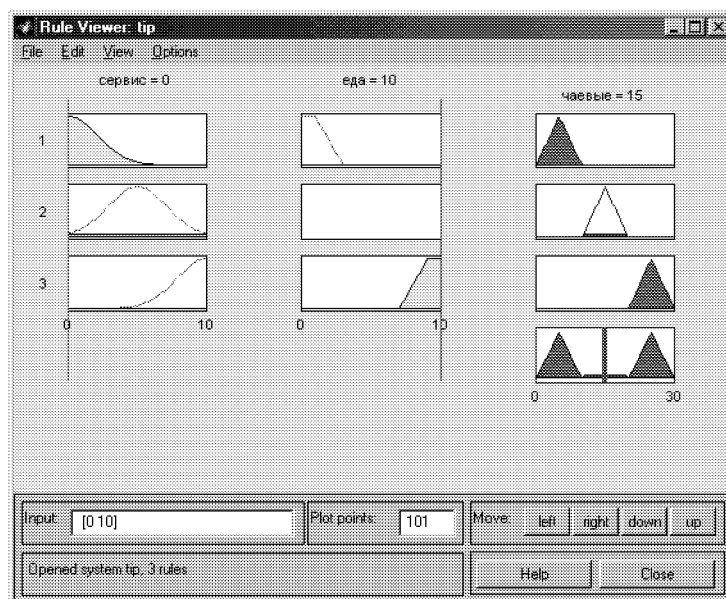 Rule Viewer: tip
File Edit View Options
сервис = 0 еда = 10 чаевые = 15
1
2
3
0 10 0 10
0 30
Input: [0 10] Plot points: 101 Move: left right down up
Opened system tip, 3 rules Help Close